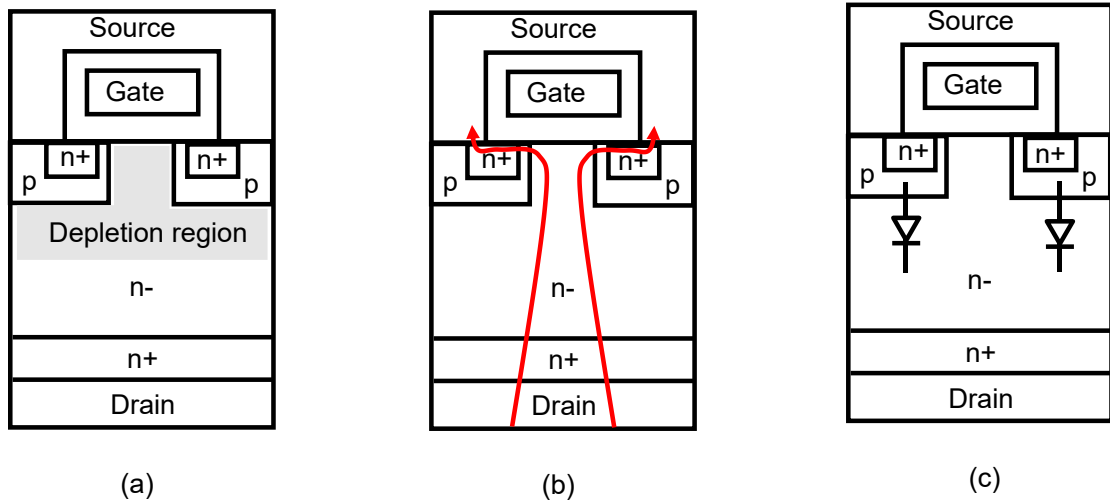 Source
Gate
n+
n+
p
p
Depletion region
n-
n+
Drain
(a)
Source
Gate
n+
n+
p
p
n-
n+
Drain
(b)
Source
Gate
n+
n+
p
p
n-
n+
Drain
(c)